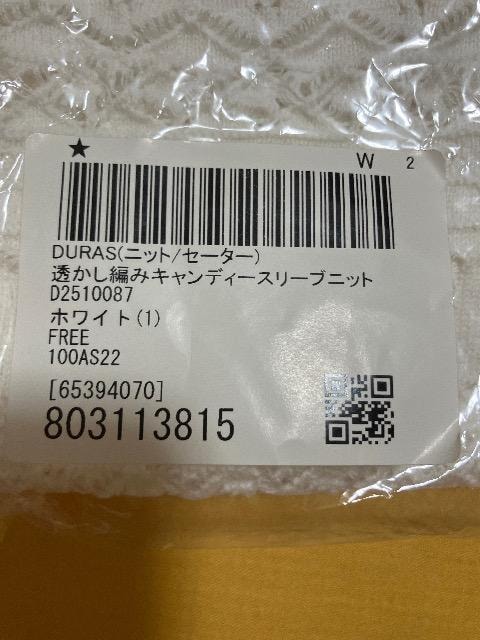 ★ W 2
DURAS(ニット/セーター)
透かし編みキャンディースリーブニット
D2510087
ホワイト(1)
FREE
100AS22
[65394070]
803113815